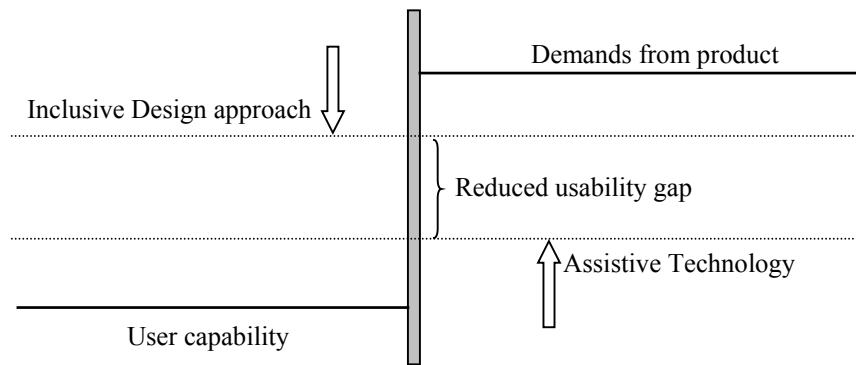 Demands from product
Inclusive Design approach
Reduced usability gap
Assistive Technology
User capability